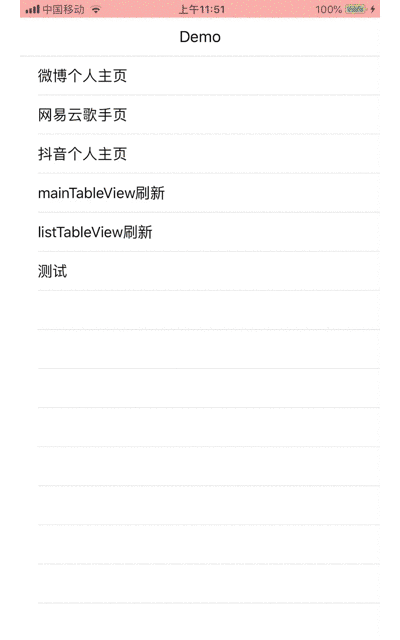 中国移动 上午11:51 100%
Demo
微博个人主页
网易云歌手页
抖音个人主页
mainTableView刷新
listTableView刷新
测试